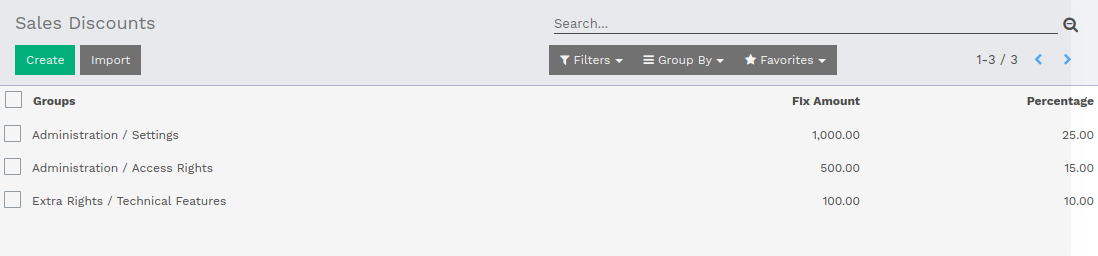 Sales Discounts
Search...
Create Import Filters Group By Favorites 1-3 / 3
Groups Fix Amount Percentage
Administration / Settings 1,000.00 25.00
Administration / Access Rights 500.00 15.00
Extra Rights / Technical Features 100.00 10.00